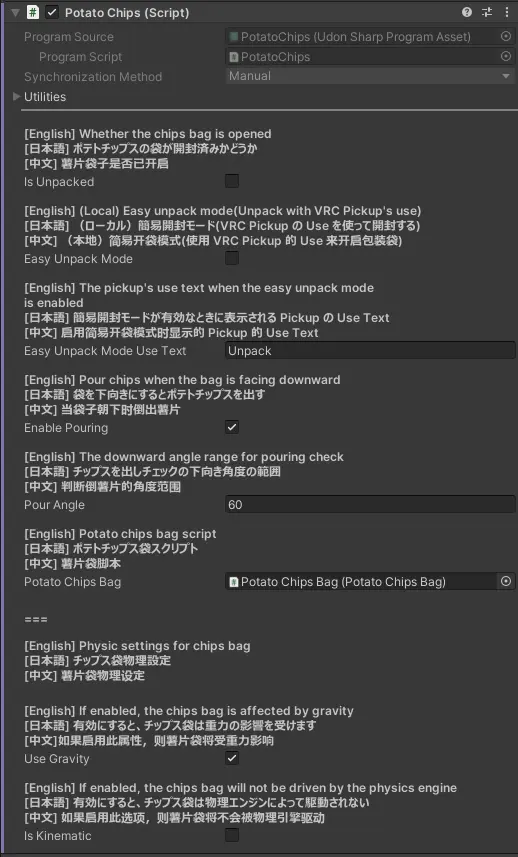 Potato Chips (Script)
Program Source PotatoChips (Udon Sharp Program Asset)
Program Script PotatoChips
Synchronization Method Manual
Utilities
[English] Whether the chips bag is opened
[日本語] ポテトチップスの袋が開封済みかどうか
[中文] 薯片袋子是否已开启
Is Unpacked
[English] (Local) Easy unpack mode(Unpack with VRC Pickup's use)
[日本語] （ローカル）簡易開封モード(VRC Pickup の Use を使って開封する)
[中文] （本地）简易开袋模式(使用 VRC Pickup 的 Use 来开启包装袋)
Easy Unpack Mode
[English] The pickup's use text when the easy unpack mode
is enabled
[日本語] 簡易開封モードが有効なときに表示される Pickup の Use Text
[中文] 启用简易开袋模式时显示的 Pickup 的 Use Text
Easy Unpack Mode Use Text Unpack
[English] Pour chips when the bag is facing downward
[日本語] 袋を下向きにするとポテトチップスを出す
[中文] 当袋子朝下时倒出薯片
Enable Pouring
[English] The downward angle range for pouring check
[日本語] チップスを出しチェックの下向き角度の範囲
[中文] 判断倒薯片的角度范围
Pour Angle 60
[English] Potato chips bag script
[日本語] ポテトチップス袋スクリプト
[中文] 薯片袋脚本
Potato Chips Bag Potato Chips Bag (Potato Chips Bag)
===
[English] Physic settings for chips bag
[日本語] チップス袋物理設定
[中文] 薯片袋物理设定
[English] If enabled, the chips bag is affected by gravity
[日本語] 有効にすると、チップス袋は重力の影響を受けます
[中文]如果启用此属性，则薯片袋将受重力影响
Use Gravity
[English] If enabled, the chips bag will not be driven by the physics engine
[日本語] 有効にすると、チップス袋は物理エンジンによって駆動されない
[中文] 如果启用此选项，则薯片袋将不会被物理引擎驱动
Is Kinematic